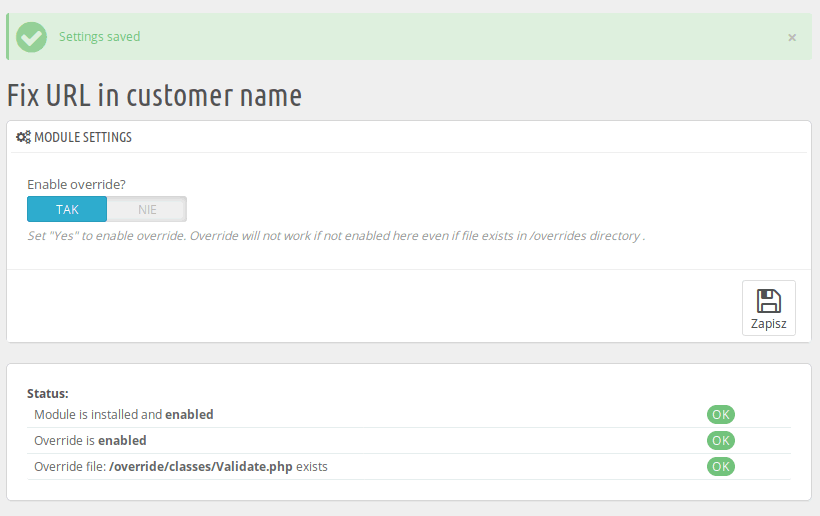 Settings saved ×
Fix URL in customer name
MODULE SETTINGS
Enable override?
TAK NIE
Set "Yes" to enable override. Override will not work if not enabled here even if file exists in /overrides directory .
Zapisz
Status:
Module is installed and enabled OK
Override is enabled OK
Override file: /override/classes/Validate.php exists OK